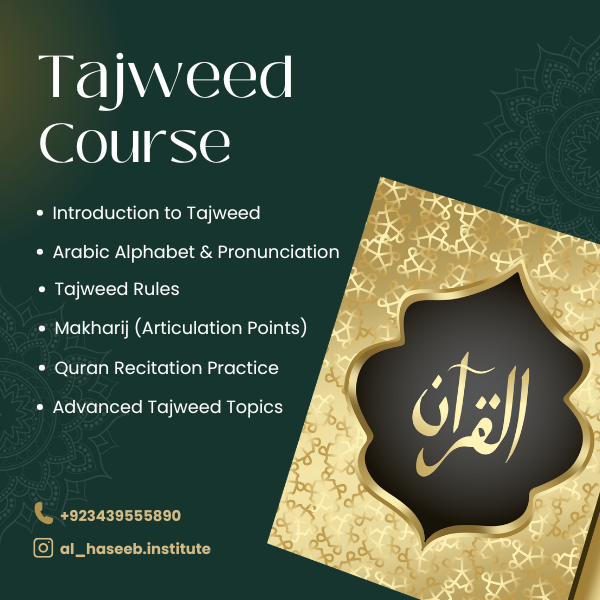 Tajweed
Course
• Introduction to Tajweed
• Arabic Alphabet & Pronunciation
• Tajweed Rules
• Makharij (Articulation Points)
• Quran Recitation Practice
• Advanced Tajweed Topics
القرآن
+923439555890
al_haseeb.institute